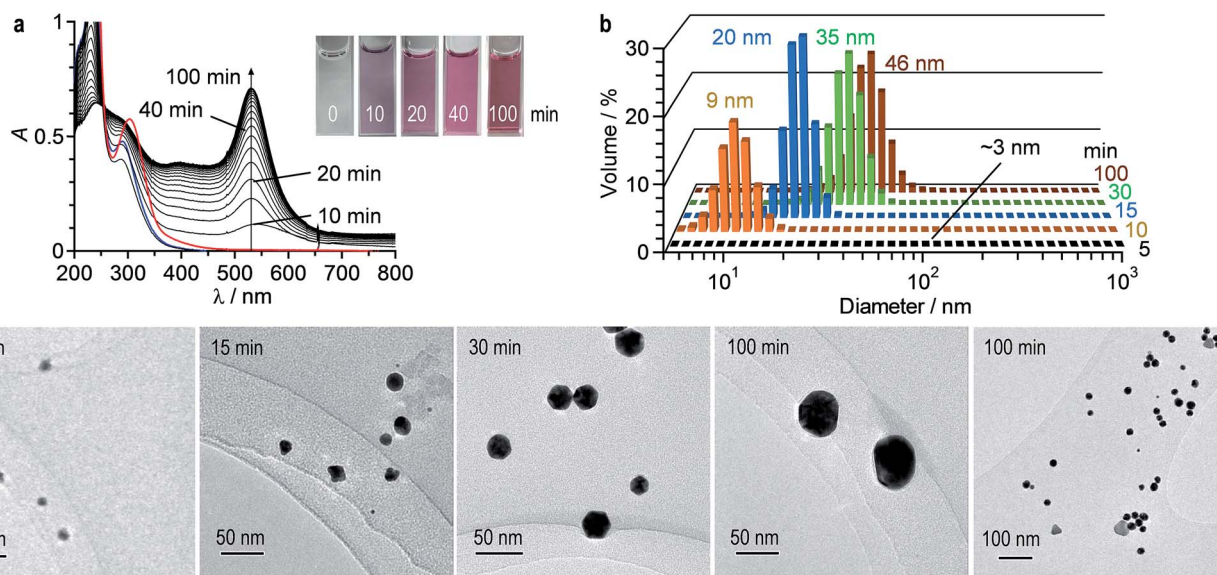 a
1
0.5
0
A
200 300 400 500 600 700 800
λ / nm
100 min
40 min
20 min
10 min
0 10 20 40 100 min
b
30
20
10
0
Volume / %
9 nm
20 nm
35 nm
46 nm
~3 nm
min
100
30
15
10
5
10¹ 10² 10³
Diameter / nm
15 min
50 nm
30 min
50 nm
100 min
50 nm
100 min
100 nm